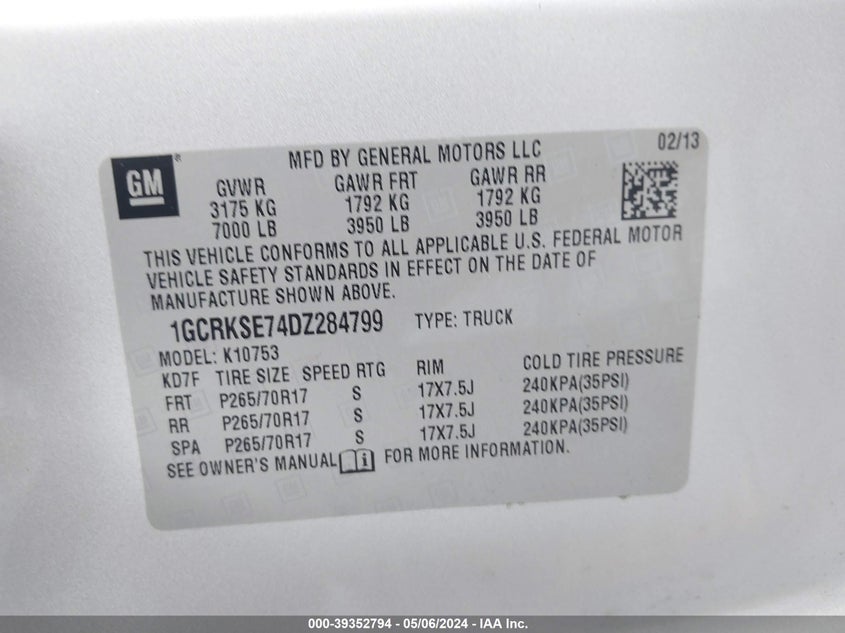 02/13
GM
MFD BY GENERAL MOTORS LLC
GVWR GAWR FRT GAWR RR
3175 KG 1792 KG 1792 KG
7000 LB 3950 LB 3950 LB
THIS VEHICLE CONFORMS TO ALL APPLICABLE U.S. FEDERAL MOTOR
VEHICLE SAFETY STANDARDS IN EFFECT ON THE DATE OF
MANUFACTURE SHOWN ABOVE.
1GCRKSE74DZ284799 TYPE: TRUCK
MODEL: K10753
KD7F TIRE SIZE SPEED RTG RIM COLD TIRE PRESSURE
FRT P265/70R17 S 17X7.5J 240KPA(35PSI)
RR P265/70R17 S 17X7.5J 240KPA(35PSI)
SPA P265/70R17 S 17X7.5J 240KPA(35PSI)
SEE OWNER'S MANUAL i FOR MORE INFORMATION.
000-39352794 - 05/06/2024 - IAA Inc.